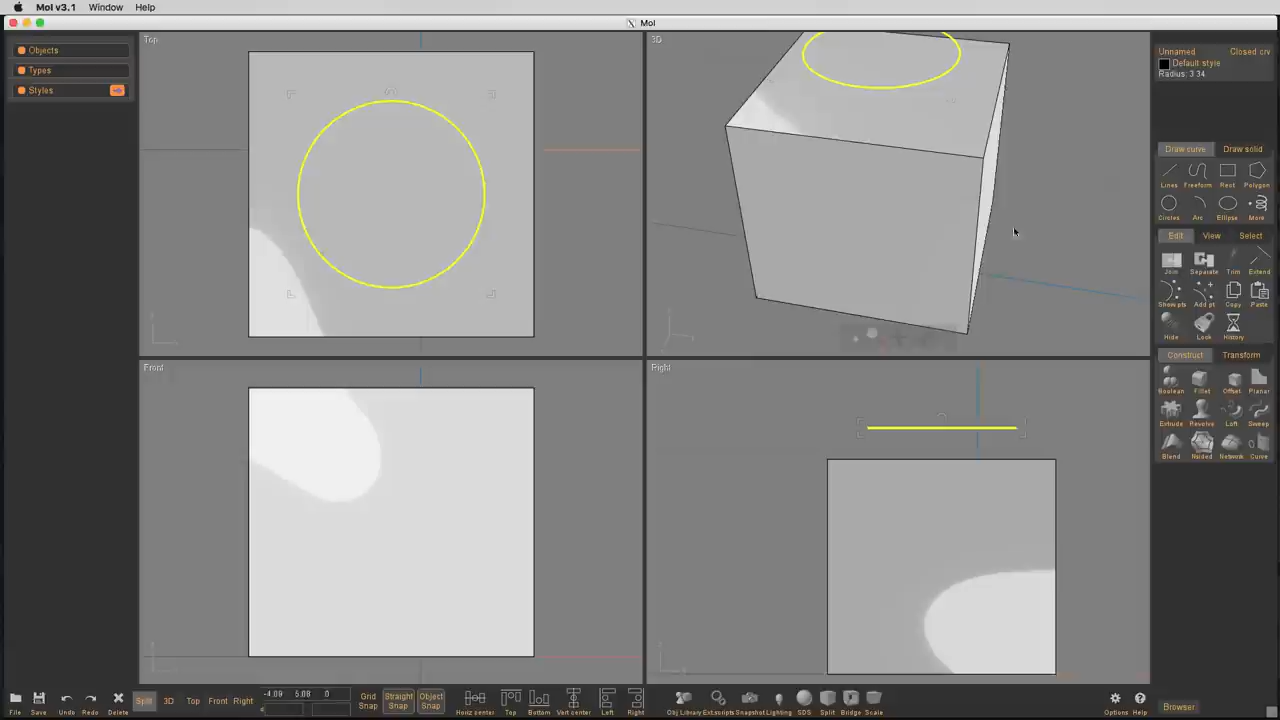 MoI v3.1 Window Help
MoI
Objects
Types
Styles
Top
3D
Front
Right
Unnamed Closed crv
Default style
Radius: 3.34
Draw curve Draw solid
Lines Freeform Rect Polygon
Circles Arc Ellipse More
Edit View Select
Join Separate Trim Extend
Show pts Add pt Copy Paste
Hide Lock History
Construct Transform
Boolean Fillet Offset Planar
Extrude Revolve Loft Sweep
Blend Nsided Network Curve
File Save Undo Redo Delete
Split 3D Top Front Right
-4.09 5.08 0
Grid Snap
Straight Snap
Object Snap
Horiz center Top Bottom Vert center Left Right
Obj Library Ext.scripts Snapshot Lighting SDS Split Bridge Scale
Options Help
Browser